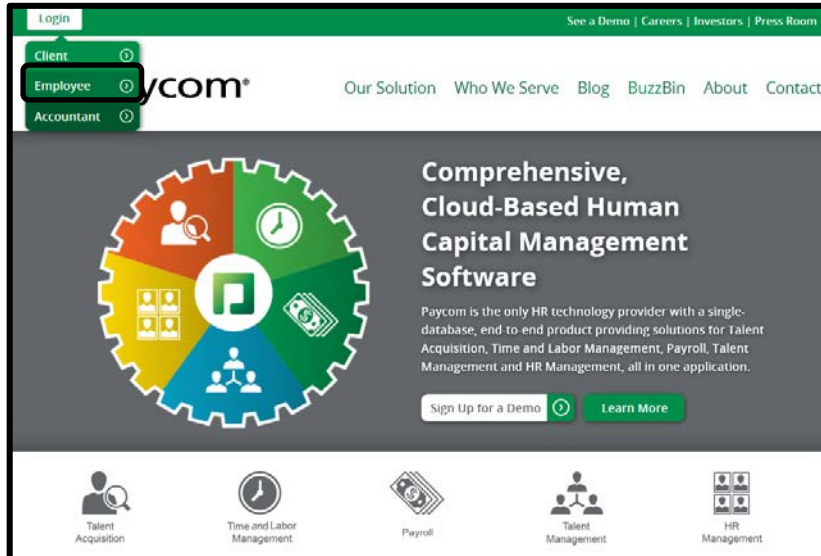 Login
See a Demo | Careers | Investors | Press Room
Client
Employee
Accountant
ycom®
Our Solution Who We Serve Blog BuzzBin About Contact
Comprehensive,
Cloud-Based Human
Capital Management
Software
Paycom is the only HR technology provider with a single-
database, end-to-end product providing solutions for Talent
Acquisition, Time and Labor Management, Payroll, Talent
Management and HR Management, all in one application.
Sign Up for a Demo
Learn More
Talent
Acquisition
Time and Labor
Management
Payroll
Talent
Management
HR
Management